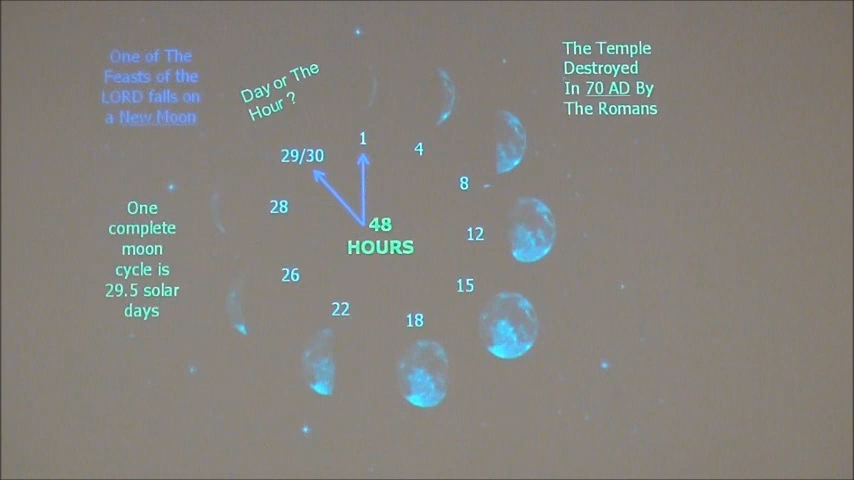 One of The
Feasts of the
LORD falls on
a New Moon
Day or The
Hour ?
The Temple
Destroyed
In 70 AD By
The Romans
1
29/30
4
8
28
48
HOURS
12
One
complete
moon
cycle is
29.5 solar
days
26
15
22
18